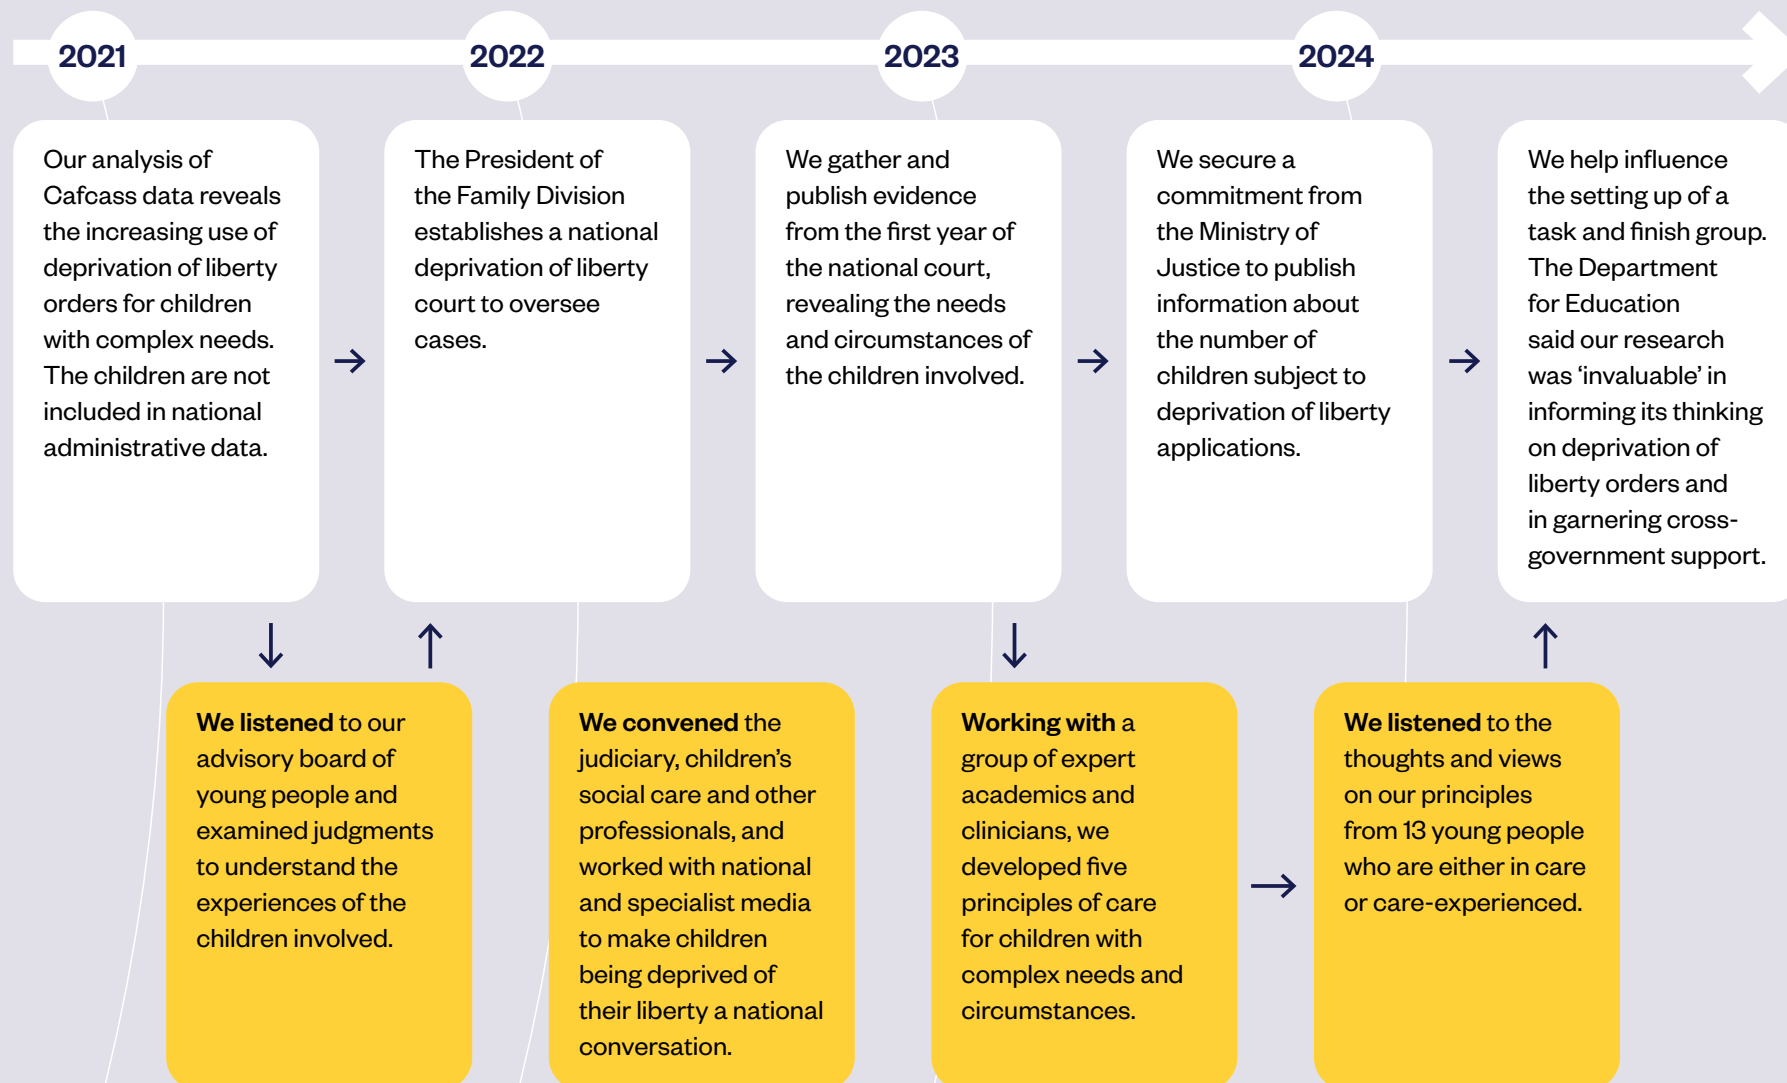 2021
2022
2023
2024
Our analysis of
Cafcass data reveals
the increasing use of
deprivation of liberty
orders for children
with complex needs.
The children are not
included in national
administrative data.
The President of
the Family Division
establishes a national
deprivation of liberty
court to oversee
cases.
We gather and
publish evidence
from the first year of
the national court,
revealing the needs
and circumstances of
the children involved.
We secure a
commitment from
the Ministry of
Justice to publish
information about
the number of
children subject to
deprivation of liberty
applications.
We help influence
the setting up of a
task and finish group.
The Department
for Education
said our research
was ‘invaluable’ in
informing its thinking
on deprivation of
liberty orders and
in garnering cross-
government support.
We listened to our
advisory board of
young people and
examined judgments
to understand the
experiences of the
children involved.
We convened the
judiciary, children’s
social care and other
professionals, and
worked with national
and specialist media
to make children
being deprived of
their liberty a national
conversation.
Working with a
group of expert
academics and
clinicians, we
developed five
principles of care
for children with
complex needs and
circumstances.
We listened to the
thoughts and views
on our principles
from 13 young people
who are either in care
or care-experienced.